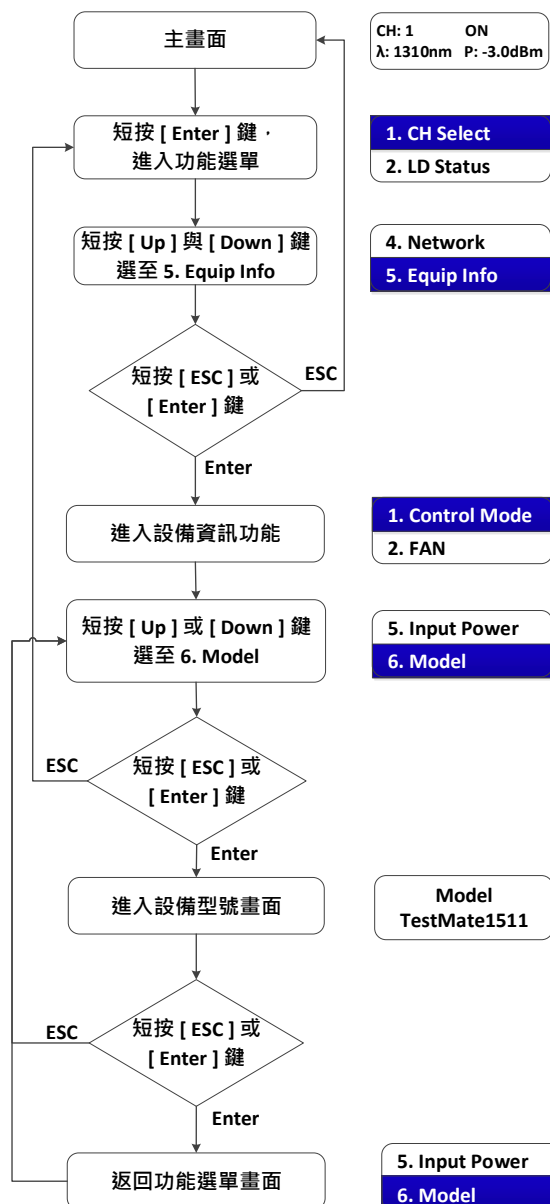 主畫面
CH: 1 ON
λ: 1310nm P: -3.0dBm
短按 [ Enter ] 鍵，
進入功能選單
1. CH Select
2. LD Status
短按 [ Up ] 與 [ Down ] 鍵
選至 5. Equip Info
4. Network
5. Equip Info
短按 [ ESC ] 或
[ Enter ] 鍵
ESC
Enter
進入設備資訊功能
1. Control Mode
2. FAN
短按 [ Up ] 或 [ Down ] 鍵
選至 6. Model
5. Input Power
6. Model
ESC
短按 [ ESC ] 或
[ Enter ] 鍵
Enter
進入設備型號畫面
Model
TestMate1511
ESC
短按 [ ESC ] 或
[ Enter ] 鍵
Enter
返回功能選單畫面
5. Input Power
6. Model